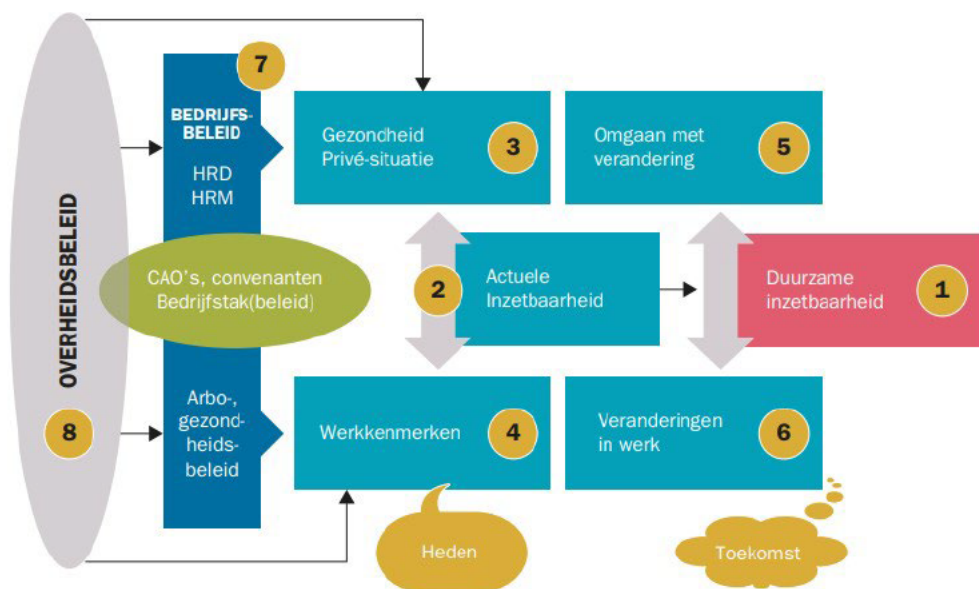 OVERHEIDSBELEID
8
7
BEDRIJFS-
BELEID
HRD
HRM
CAO's, convenanten
Bedrijfstak(beleid)
Arbo-,
gezond-
heids-
beleid
Gezondheid
Privé-situatie
3
Omgaan met
verandering
5
2
Actuele
Inzetbaarheid
Duurzame
inzetbaarheid
1
Werkkenmerken
4
Veranderingen
in werk
6
Heden
Toekomst